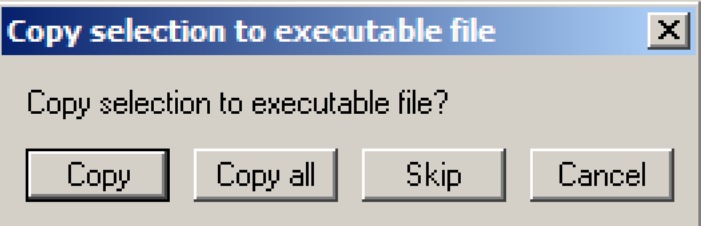 Copy selection to executable file
Copy selection to executable file?
Copy Copy all Skip Cancel